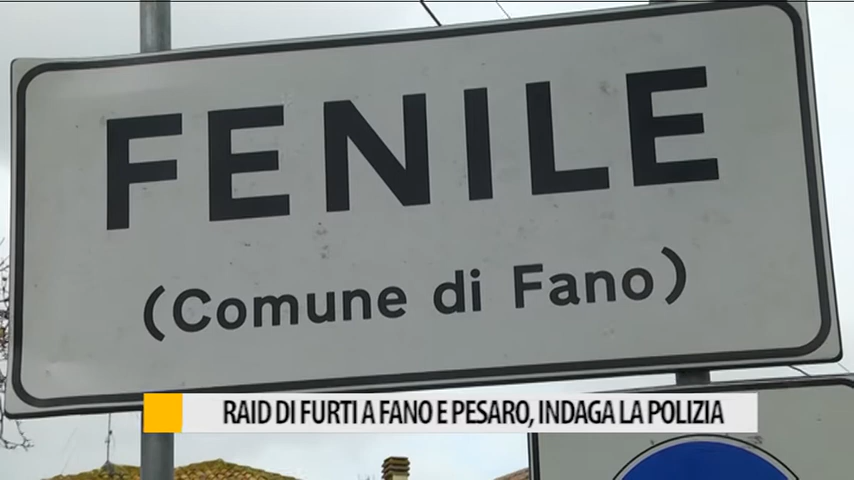 FENILE
(Comune di Fano)
RAID DI FURTI A FANO E PESARO, INDAGA LA POLIZIA